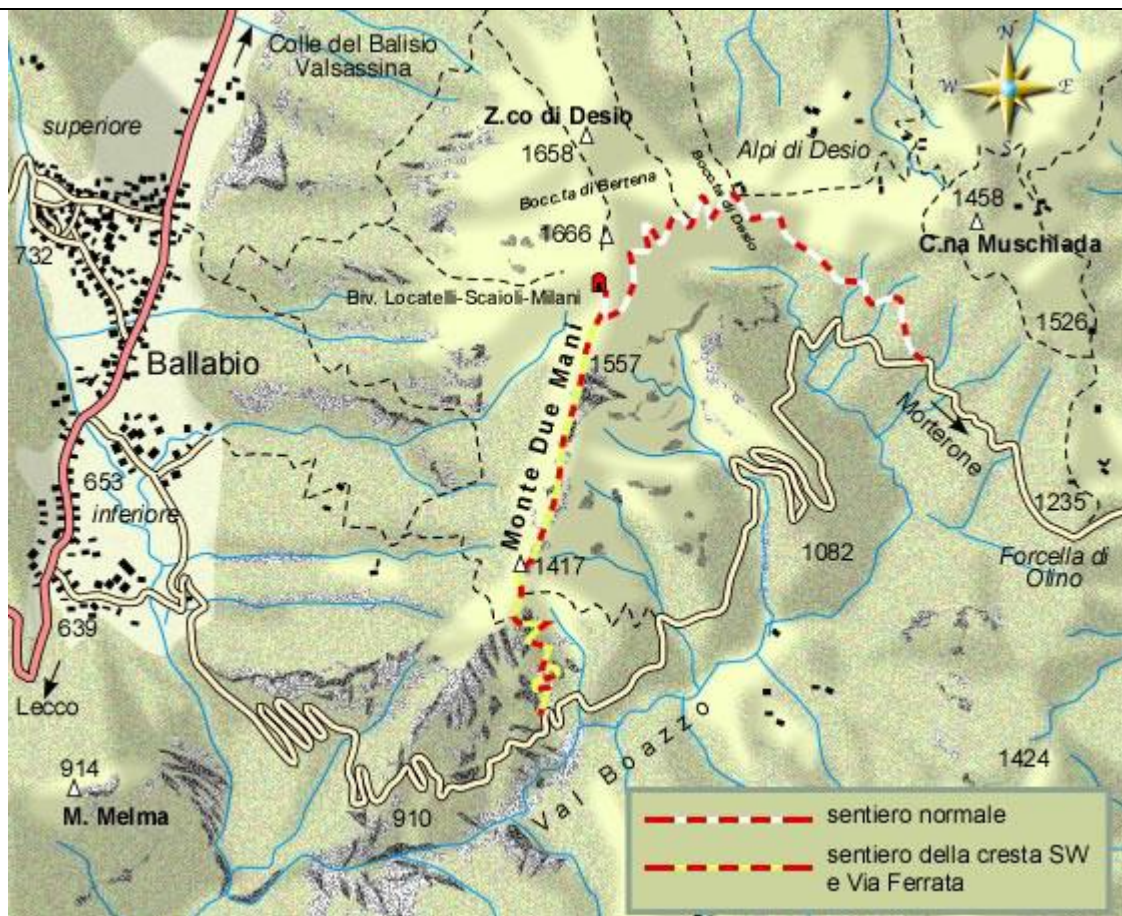 N
W
E
S
Colle del Balisio
Valsassina
superiore
Z.co di Desio
1658
Alpi di Desio
Bocc.ta di Berrena
Bocc.ta di Desio
1458
C.na Muschiada
732
1666
Biv. Locatelli-Scaioli-Milani
1526
Ballabio
1557
Monte Due Mani
Morterone
653
inferiore
1235
1417
1082
Forcella di
Olino
639
Lecco
Val Boazzo
1424
914
M. Melma
910
sentiero normale
sentiero della cresta SW
e Via Ferrata